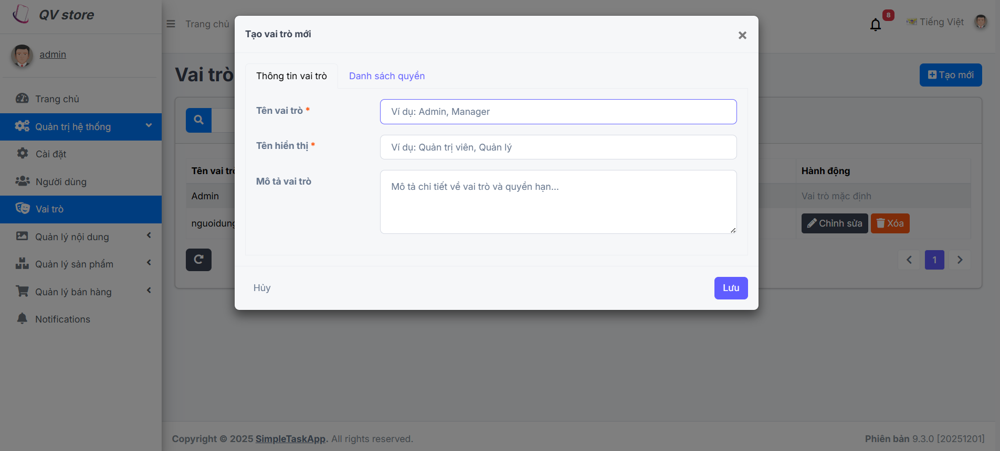 QV store
admin
Trang chủ
Quản trị hệ thống
Cài đặt
Người dùng
Vai trò
Quản lý nội dung
Quản lý sản phẩm
Quản lý bán hàng
Notifications
Trang chủ
8
Tiếng Việt
Vai trò
Tạo mới
Tên vai trò
Hành động
Admin
Vai trò mặc định
nguoidung
Chỉnh sửa
Xóa
1
Tạo vai trò mới
×
Thông tin vai trò
Danh sách quyền
Tên vai trò *
Ví dụ: Admin, Manager
Tên hiển thị *
Ví dụ: Quản trị viên, Quản lý
Mô tả vai trò
Mô tả chi tiết về vai trò và quyền hạn...
Hủy
Lưu
Copyright © 2025 SimpleTaskApp. All rights reserved.
Phiên bản 9.3.0 [20251201]